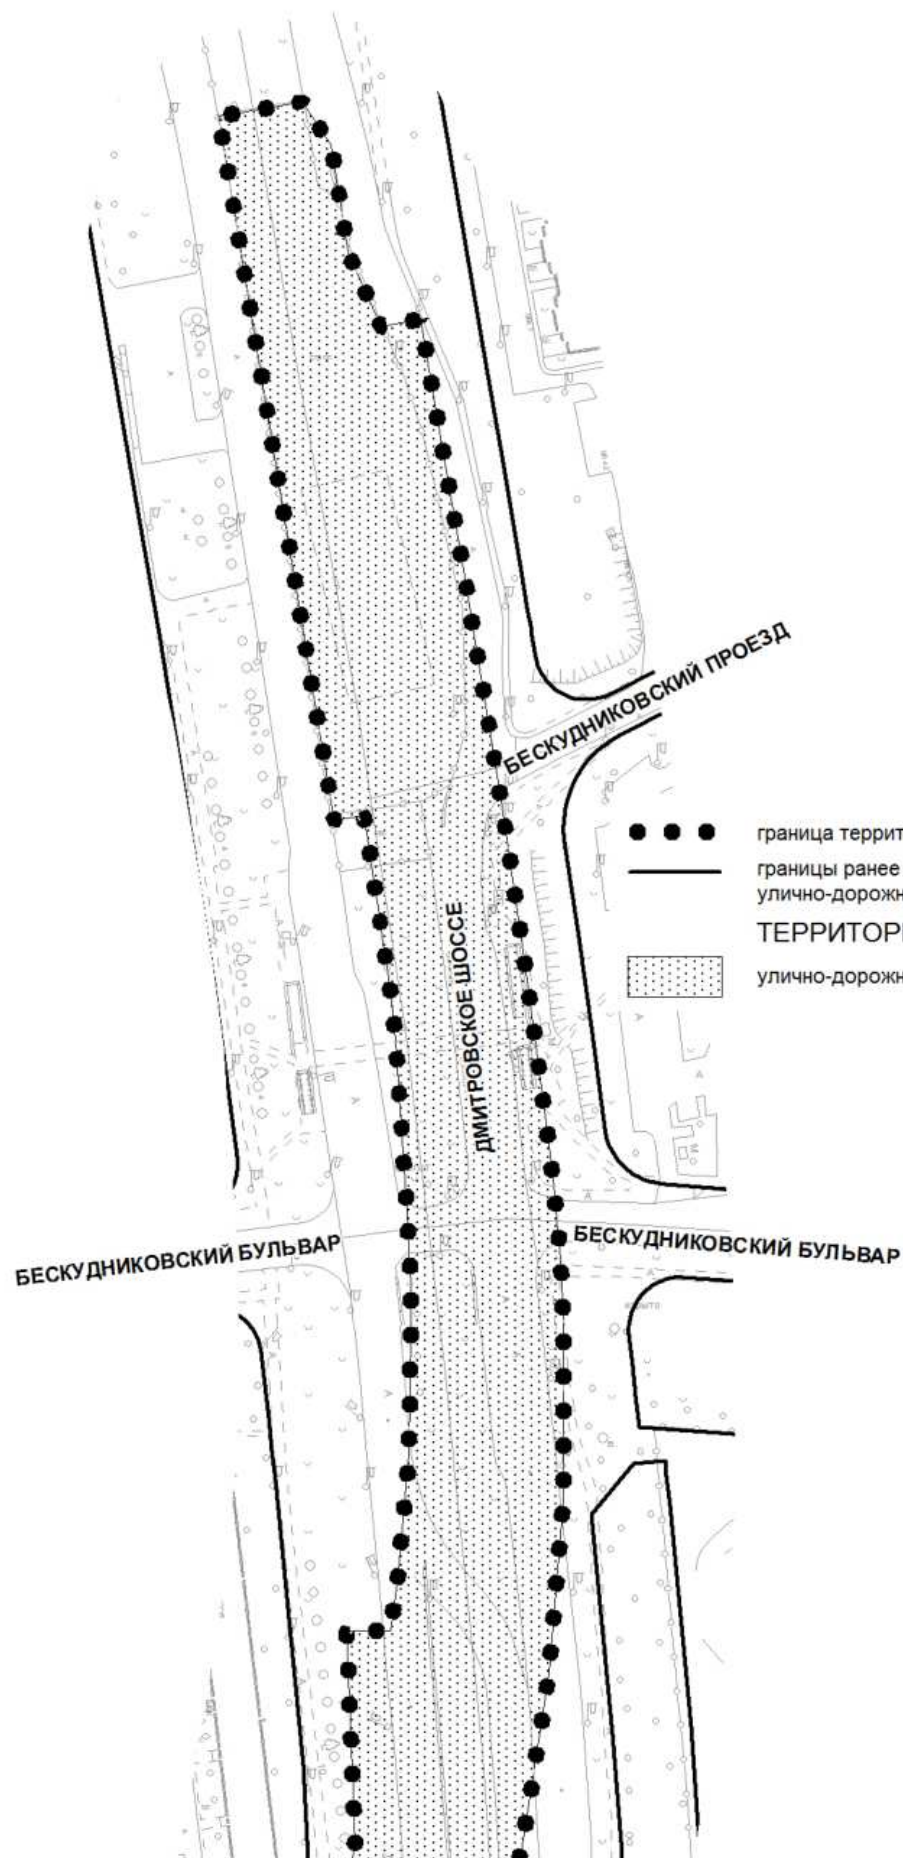 БЕСКУДНИКОВСКИЙ ПРОЕЗД
граница террит
границы ранее
улично-дорожн
ТЕРРИТОР
улично-дорожн
ДМИТРОВСКОЕ ШОССЕ
БЕСКУДНИКОВСКИЙ БУЛЬВАР
БЕСКУДНИКОВСКИЙ БУЛЬВАР